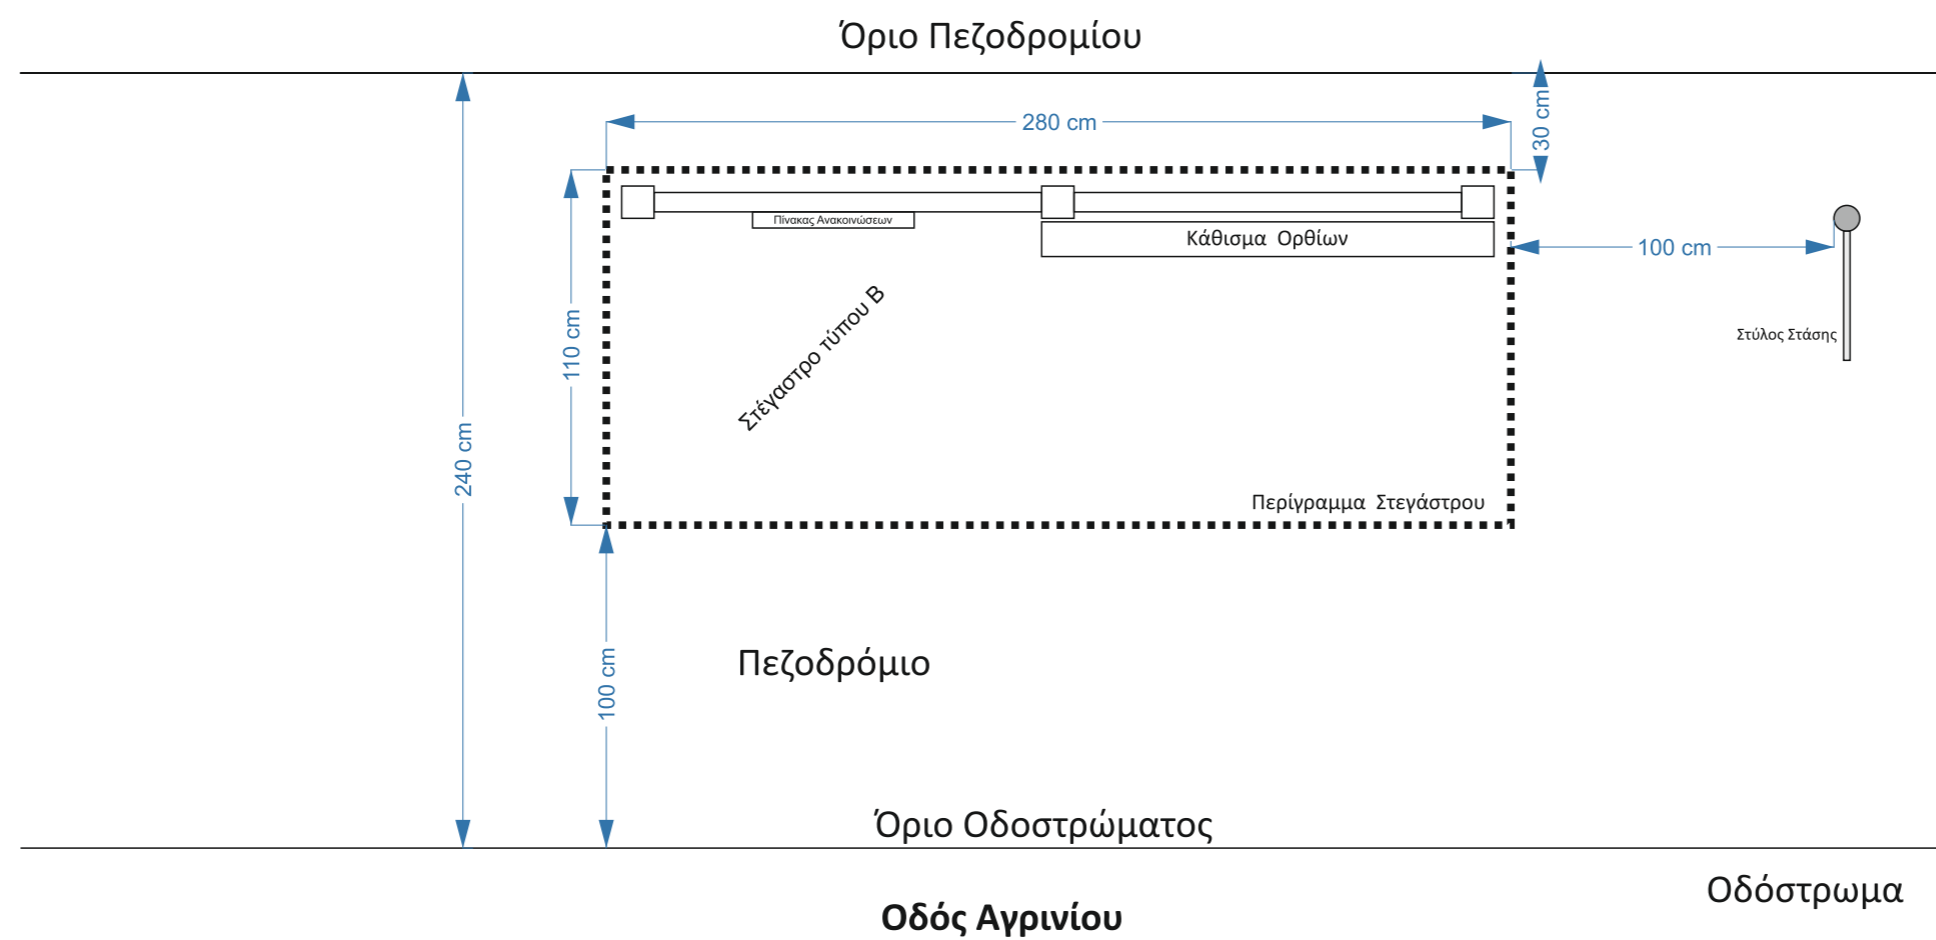 Όριο Πεζοδρομίου
280 cm
30 cm
Πίνακας Ανακοινώσεων
Κάθισμα Ορθίων
100 cm
Στύλος Στάσης
110 cm
Στέγαστρο τύπου Β
240 cm
Περίγραμμα Στεγάστρου
100 cm
Πεζοδρόμιο
Όριο Οδοστρώματος
Οδόστρωμα
Οδός Αγρινίου